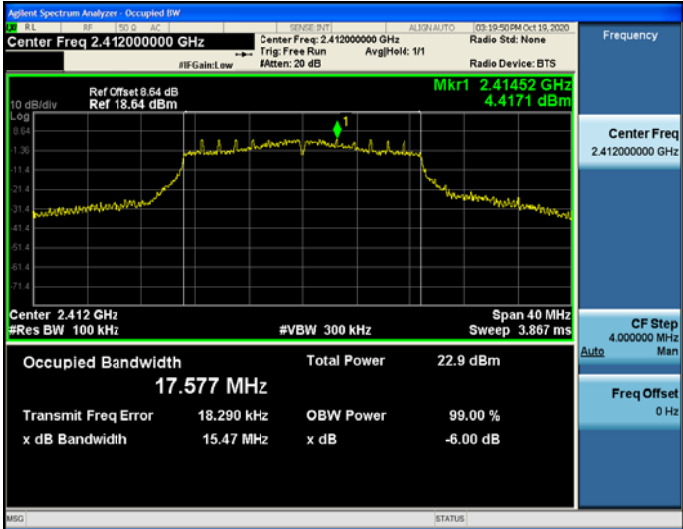 Agilent Spectrum Analyzer - Occupied BW
RL RF 50 Ω AC SENSE:INT ALIGN AUTO 03:19:50 PM Oct 19, 2020
Center Freq 2.412000000 GHz
Center Freq: 2.412000000 GHz
Radio Std: None
Trig: Free Run Avg|Hold: 1/1
#IFGain:Low #Atten: 20 dB Radio Device: BTS
Ref Offset 8.64 dB
Mkr1 2.41452 GHz
10 dB/div Ref 18.64 dBm 4.4171 dBm
Log
8.64
1
-1.36
-11.4
-21.4
-31.4
-41.4
-51.4
-61.4
-71.4
Center 2.412 GHz Span 40 MHz
#Res BW 100 kHz #VBW 300 kHz Sweep 3.867 ms
Occupied Bandwidth Total Power 22.9 dBm
17.577 MHz
Transmit Freq Error 18.290 kHz OBW Power 99.00 %
x dB Bandwidth 15.47 MHz x dB -6.00 dB
Frequency
Center Freq
2.412000000 GHz
CF Step
4.000000 MHz
Auto Man
Freq Offset
0 Hz
MSG STATUS